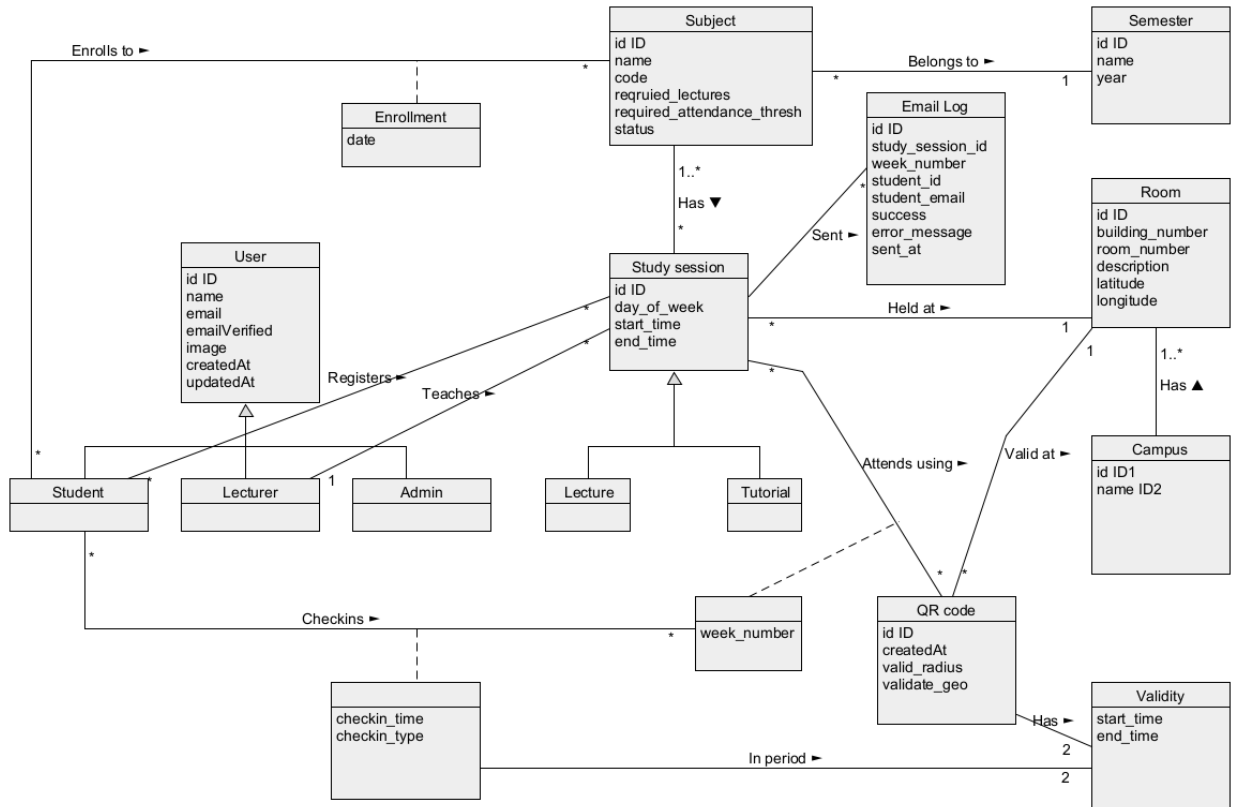 Subject
id ID
name
code
reqruied_lectures
required_attendance_thresh
status
Semester
id ID
name
year
Enrolls to ►
*
Belongs to ►
*
1
Enrollment
date
Email Log
id ID
study_session_id
week_number
student_id
student_email
success
error_message
sent_at
1..*
Has ▼
*
*
Sent ►
Room
id ID
building_number
room_number
description
latitude
longitude
User
id ID
name
email
emailVerified
image
createdAt
updatedAt
Study session
id ID
day_of_week
start_time
end_time
*
*
Held at ►
*
1
*
1
1..*
Has ▲
Registers ►
Teaches ►
*
*
1
Student
Lecturer
Admin
Lecture
Tutorial
Attends using ►
Valid at ►
Campus
id ID1
name ID2
*
*
*
Checkins ►
*
week_number
QR code
id ID
createdAt
valid_radius
validate_geo
checkin_time
checkin_type
Has ►
2
Validity
start_time
end_time
In period ►
2